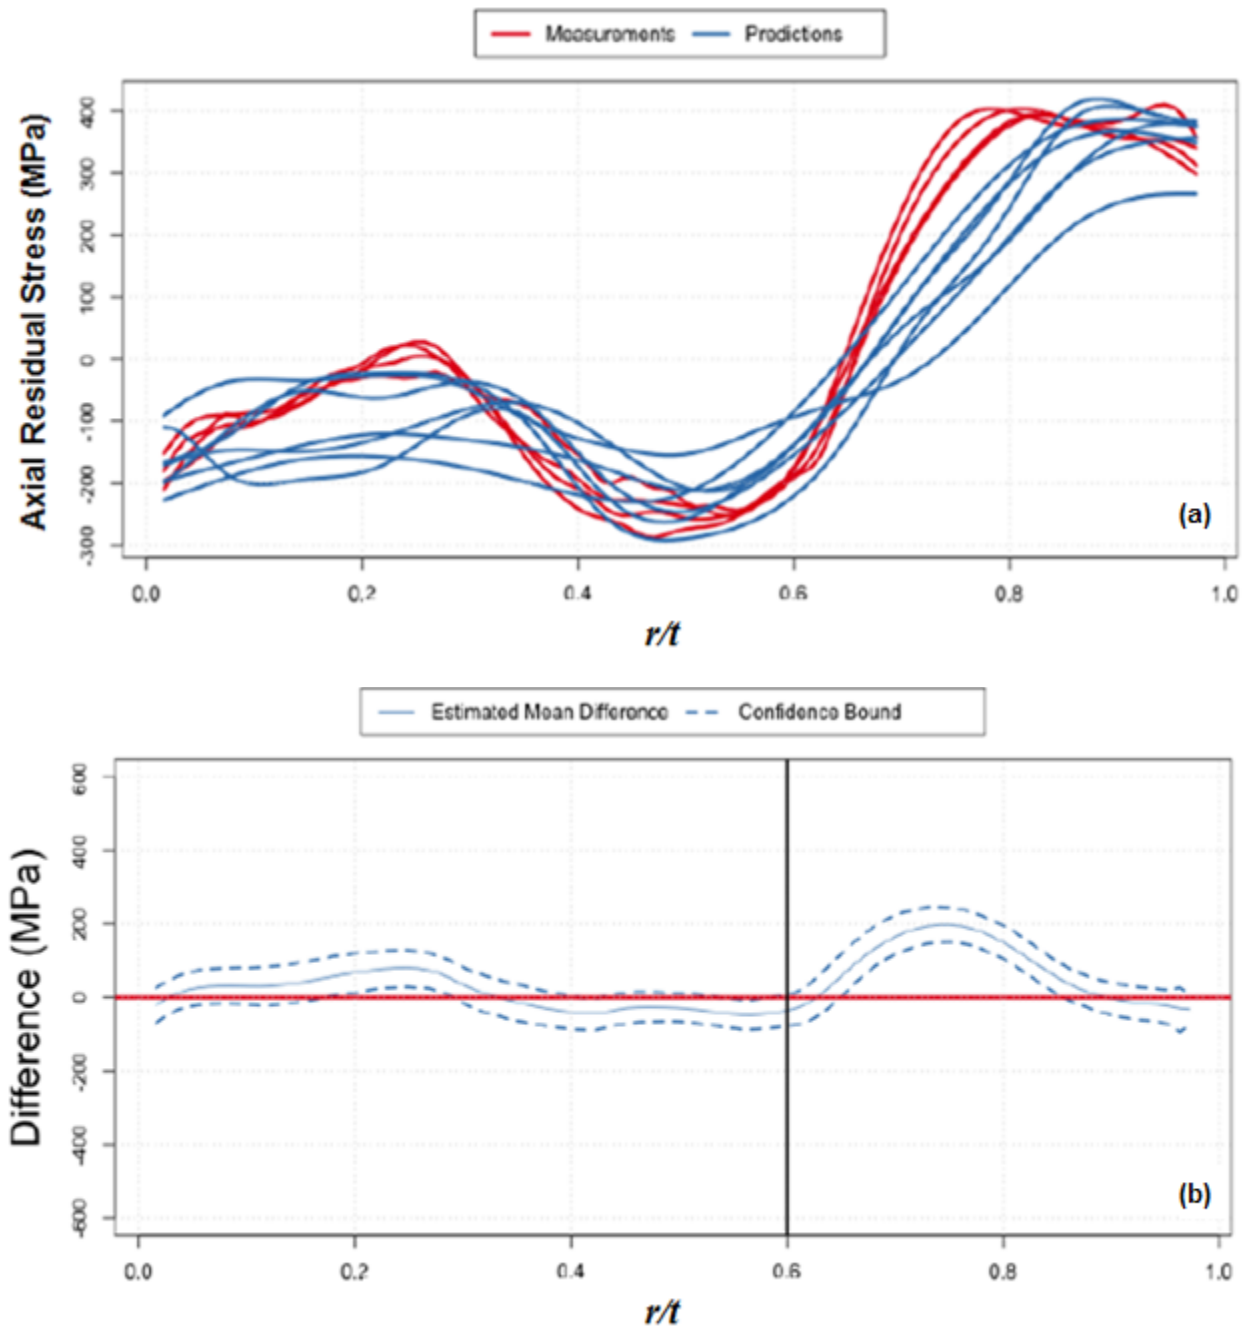 Measurements Predictions
Axial Residual Stress (MPa)
400
300
200
100
0
-100
-200
-300
(a)
0.0 0.2 0.4 0.6 0.8 1.0
r/t
Estimated Mean Difference Confidence Bound
Difference (MPa)
600
400
200
0
-200
-400
-600
(b)
0.0 0.2 0.4 0.6 0.8 1.0
r/t